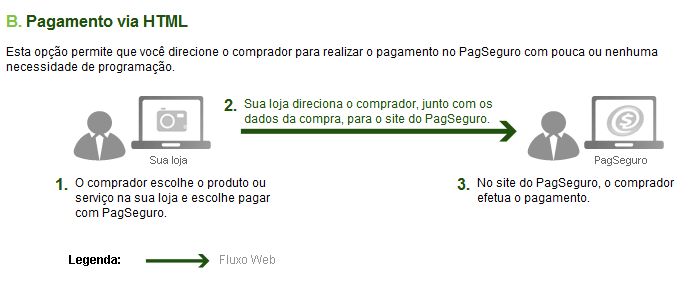 B. Pagamento via HTML
Esta opção permite que você direcione o comprador para realizar o pagamento no PagSeguro com pouca ou nenhuma
necessidade de programação.
2. Sua loja direciona o comprador, junto com os
dados da compra, para o site do PagSeguro.
Sua loja
PagSeguro
1. O comprador escolhe o produto ou
serviço na sua loja e escolhe pagar
com PagSeguro.
3. No site do PagSeguro, o comprador
efetua o pagamento.
Legenda:
Fluxo Web